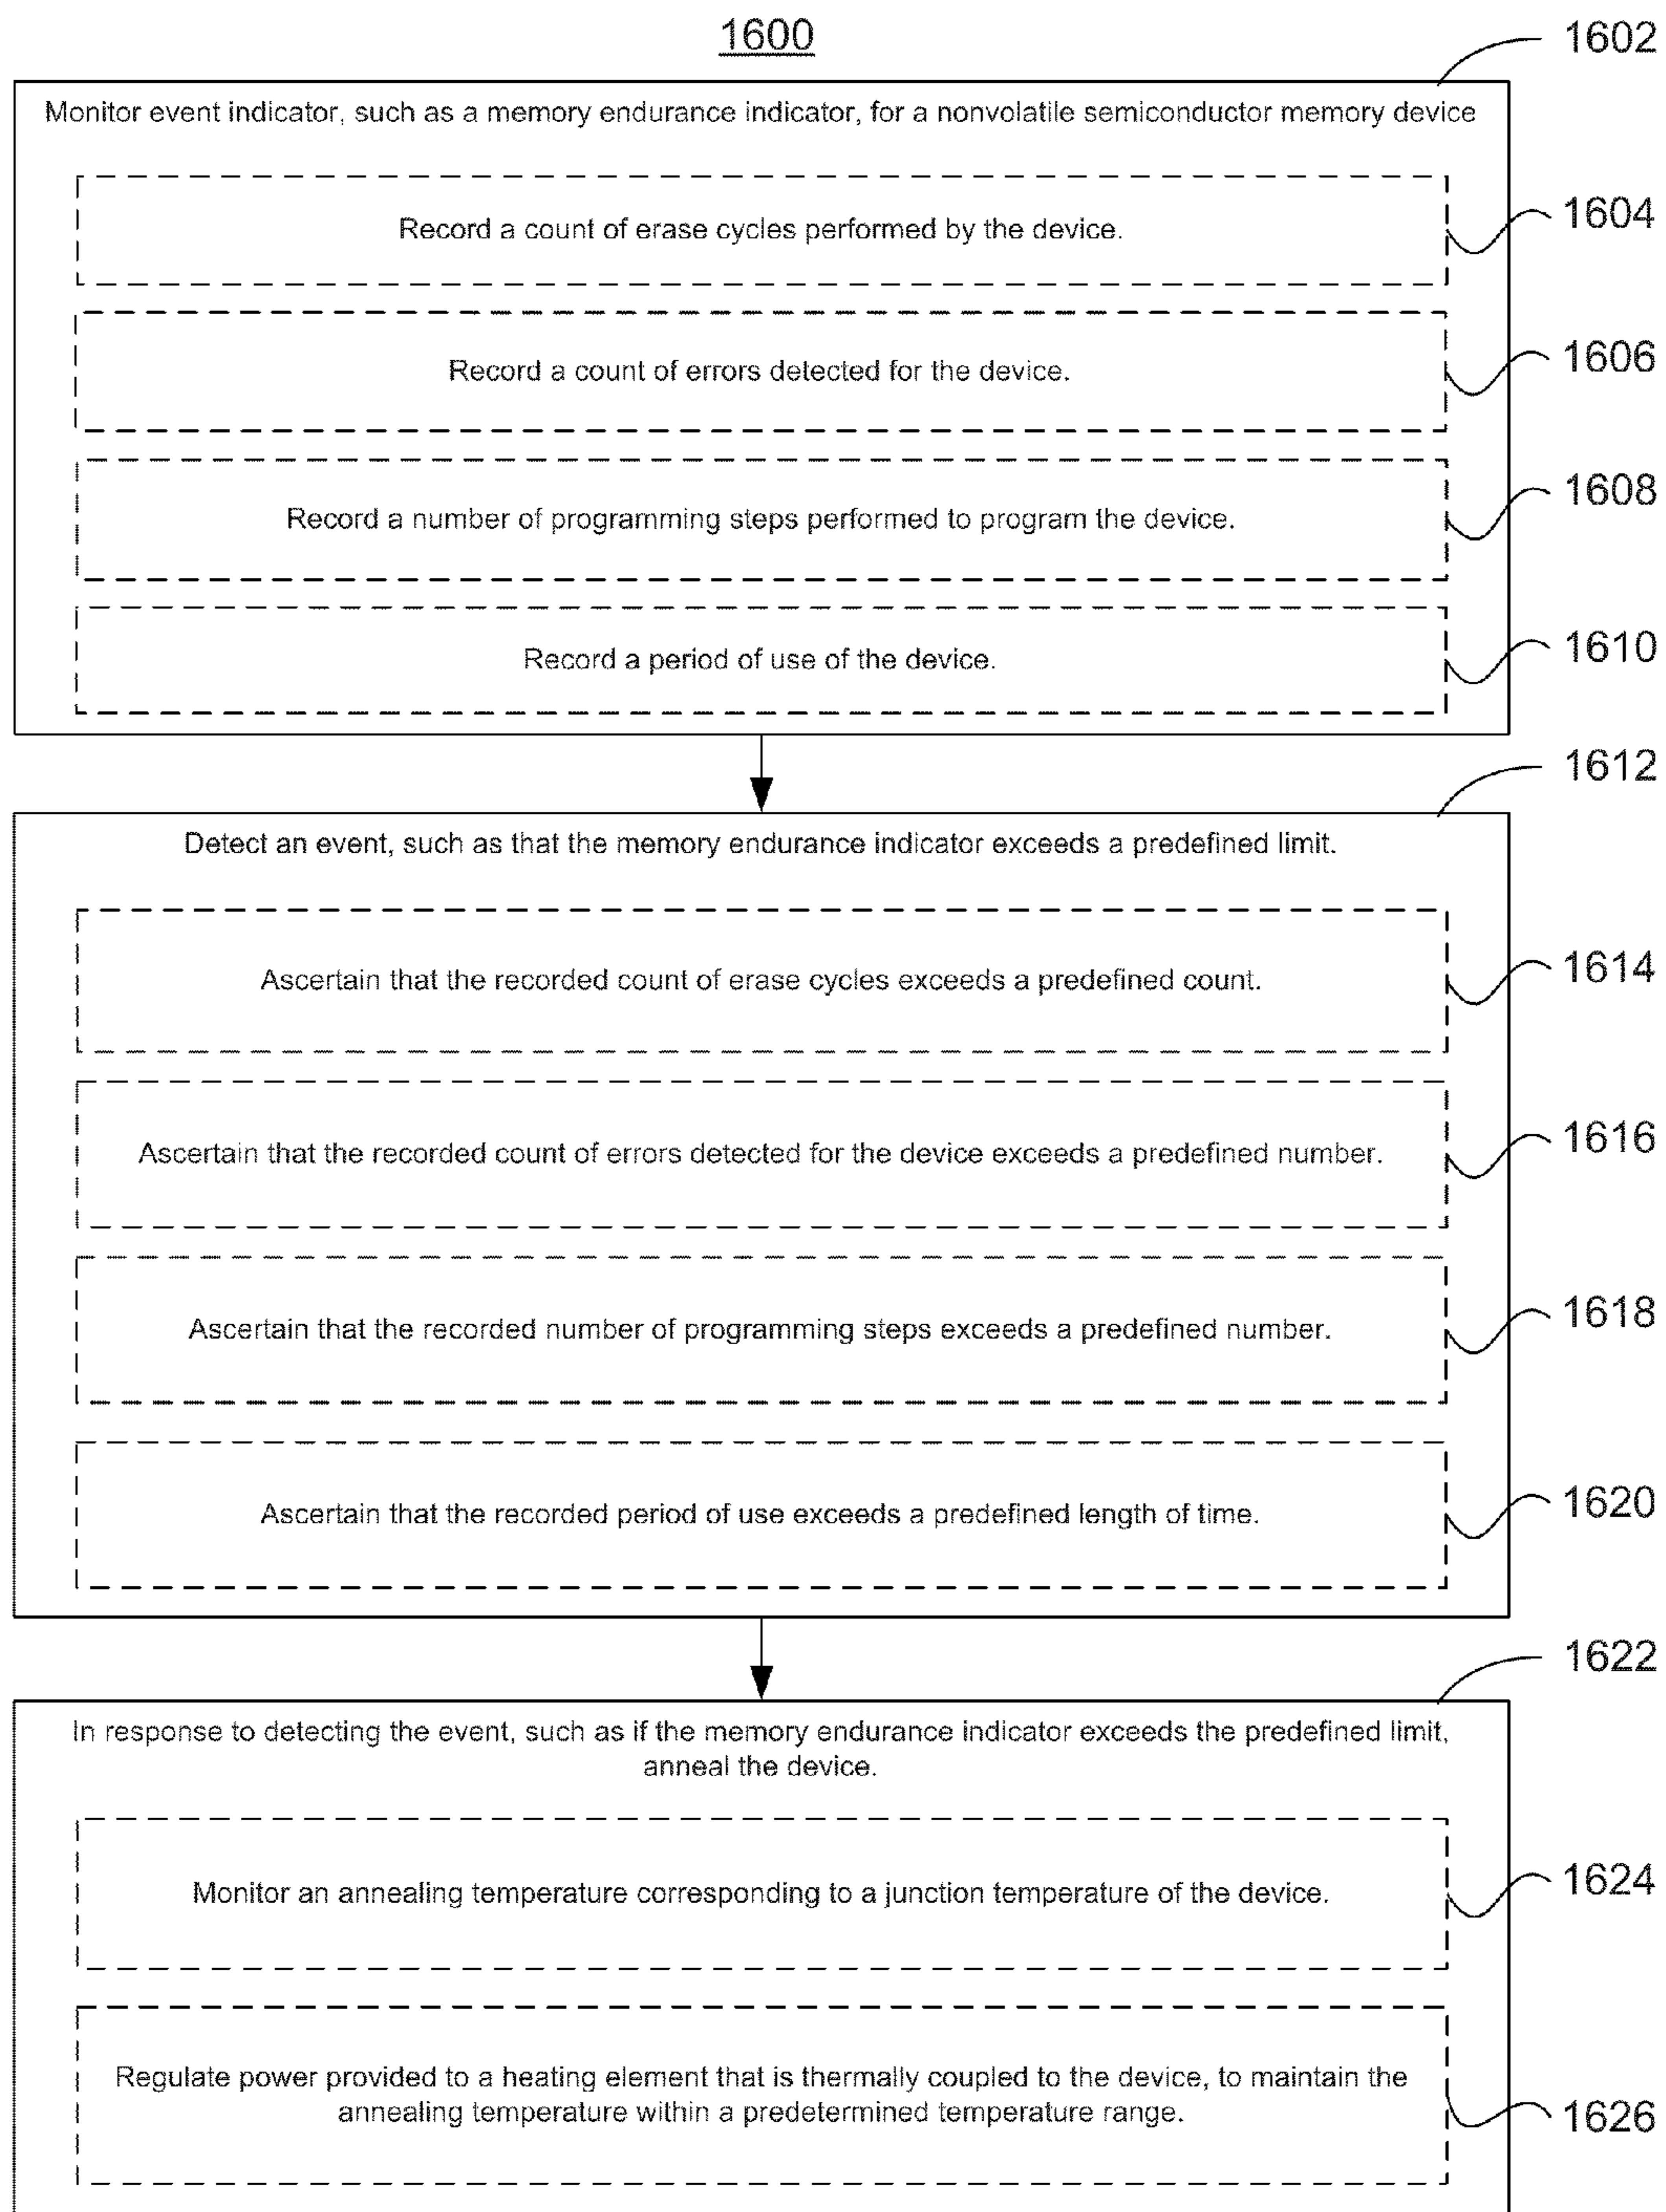 1600
1602
Monitor event indicator, such as a memory endurance indicator, for a nonvolatile semiconductor memory device
Record a count of erase cycles performed by the device.
1604
Record a count of errors detected for the device.
1606
Record a number of programming steps performed to program the device.
1608
Record a period of use of the device.
1610
1612
Detect an event, such as that the memory endurance indicator exceeds a predefined limit.
Ascertain that the recorded count of erase cycles exceeds a predefined count.
1614
Ascertain that the recorded count of errors detected for the device exceeds a predefined number.
1616
Ascertain that the recorded number of programming steps exceeds a predefined number.
1618
Ascertain that the recorded period of use exceeds a predefined length of time.
1620
1622
In response to detecting the event, such as if the memory endurance indicator exceeds the predefined limit,
anneal the device.
Monitor an annealing temperature corresponding to a junction temperature of the device.
1624
Regulate power provided to a heating element that is thermally coupled to the device, to maintain the
annealing temperature within a predetermined temperature range.
1626